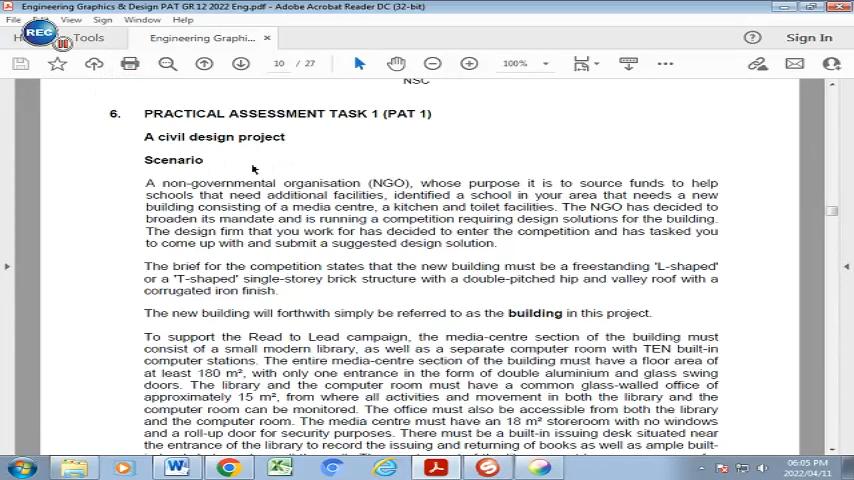 Engineering Graphics & Design PAT GR 12 2022 Eng.pdf - Adobe Acrobat Reader DC (32-bit)
File Edit View Sign Window Help
REC
Tools
Engineering Graphi...
Sign In
10 / 27
100%
NSC
6. PRACTICAL ASSESSMENT TASK 1 (PAT 1)
A civil design project
Scenario
A non-governmental organisation (NGO), whose purpose it is to source funds to help
schools that need additional facilities, identified a school in your area that needs a new
building consisting of a media centre, a kitchen and toilet facilities. The NGO has decided to
broaden its mandate and is running a competition requiring design solutions for the building.
The design firm that you work for has decided to enter the competition and has tasked you
to come up with and submit a suggested design solution.
The brief for the competition states that the new building must be a freestanding 'L-shaped'
or a 'T-shaped' single-storey brick structure with a double-pitched hip and valley roof with a
corrugated iron finish.
The new building will forthwith simply be referred to as the building in this project.
To support the Read to Lead campaign, the media-centre section of the building must
consist of a small modern library, as well as a separate computer room with TEN built-in
computer stations. The entire media-centre section of the building must have a floor area of
at least 180 m², with only one entrance in the form of double aluminium and glass swing
doors. The library and the computer room must have a common glass-walled office of
approximately 15 m², from where all activities and movement in both the library and the
computer room can be monitored. The office must also be accessible from both the library
and the computer room. The media centre must have an 18 m² storeroom with no windows
and a roll-up door for security purposes. There must be a built-in issuing desk situated near
the entrance of the library to record the issuing and returning of books as well as ample built-
06:05 PM
2022/04/11